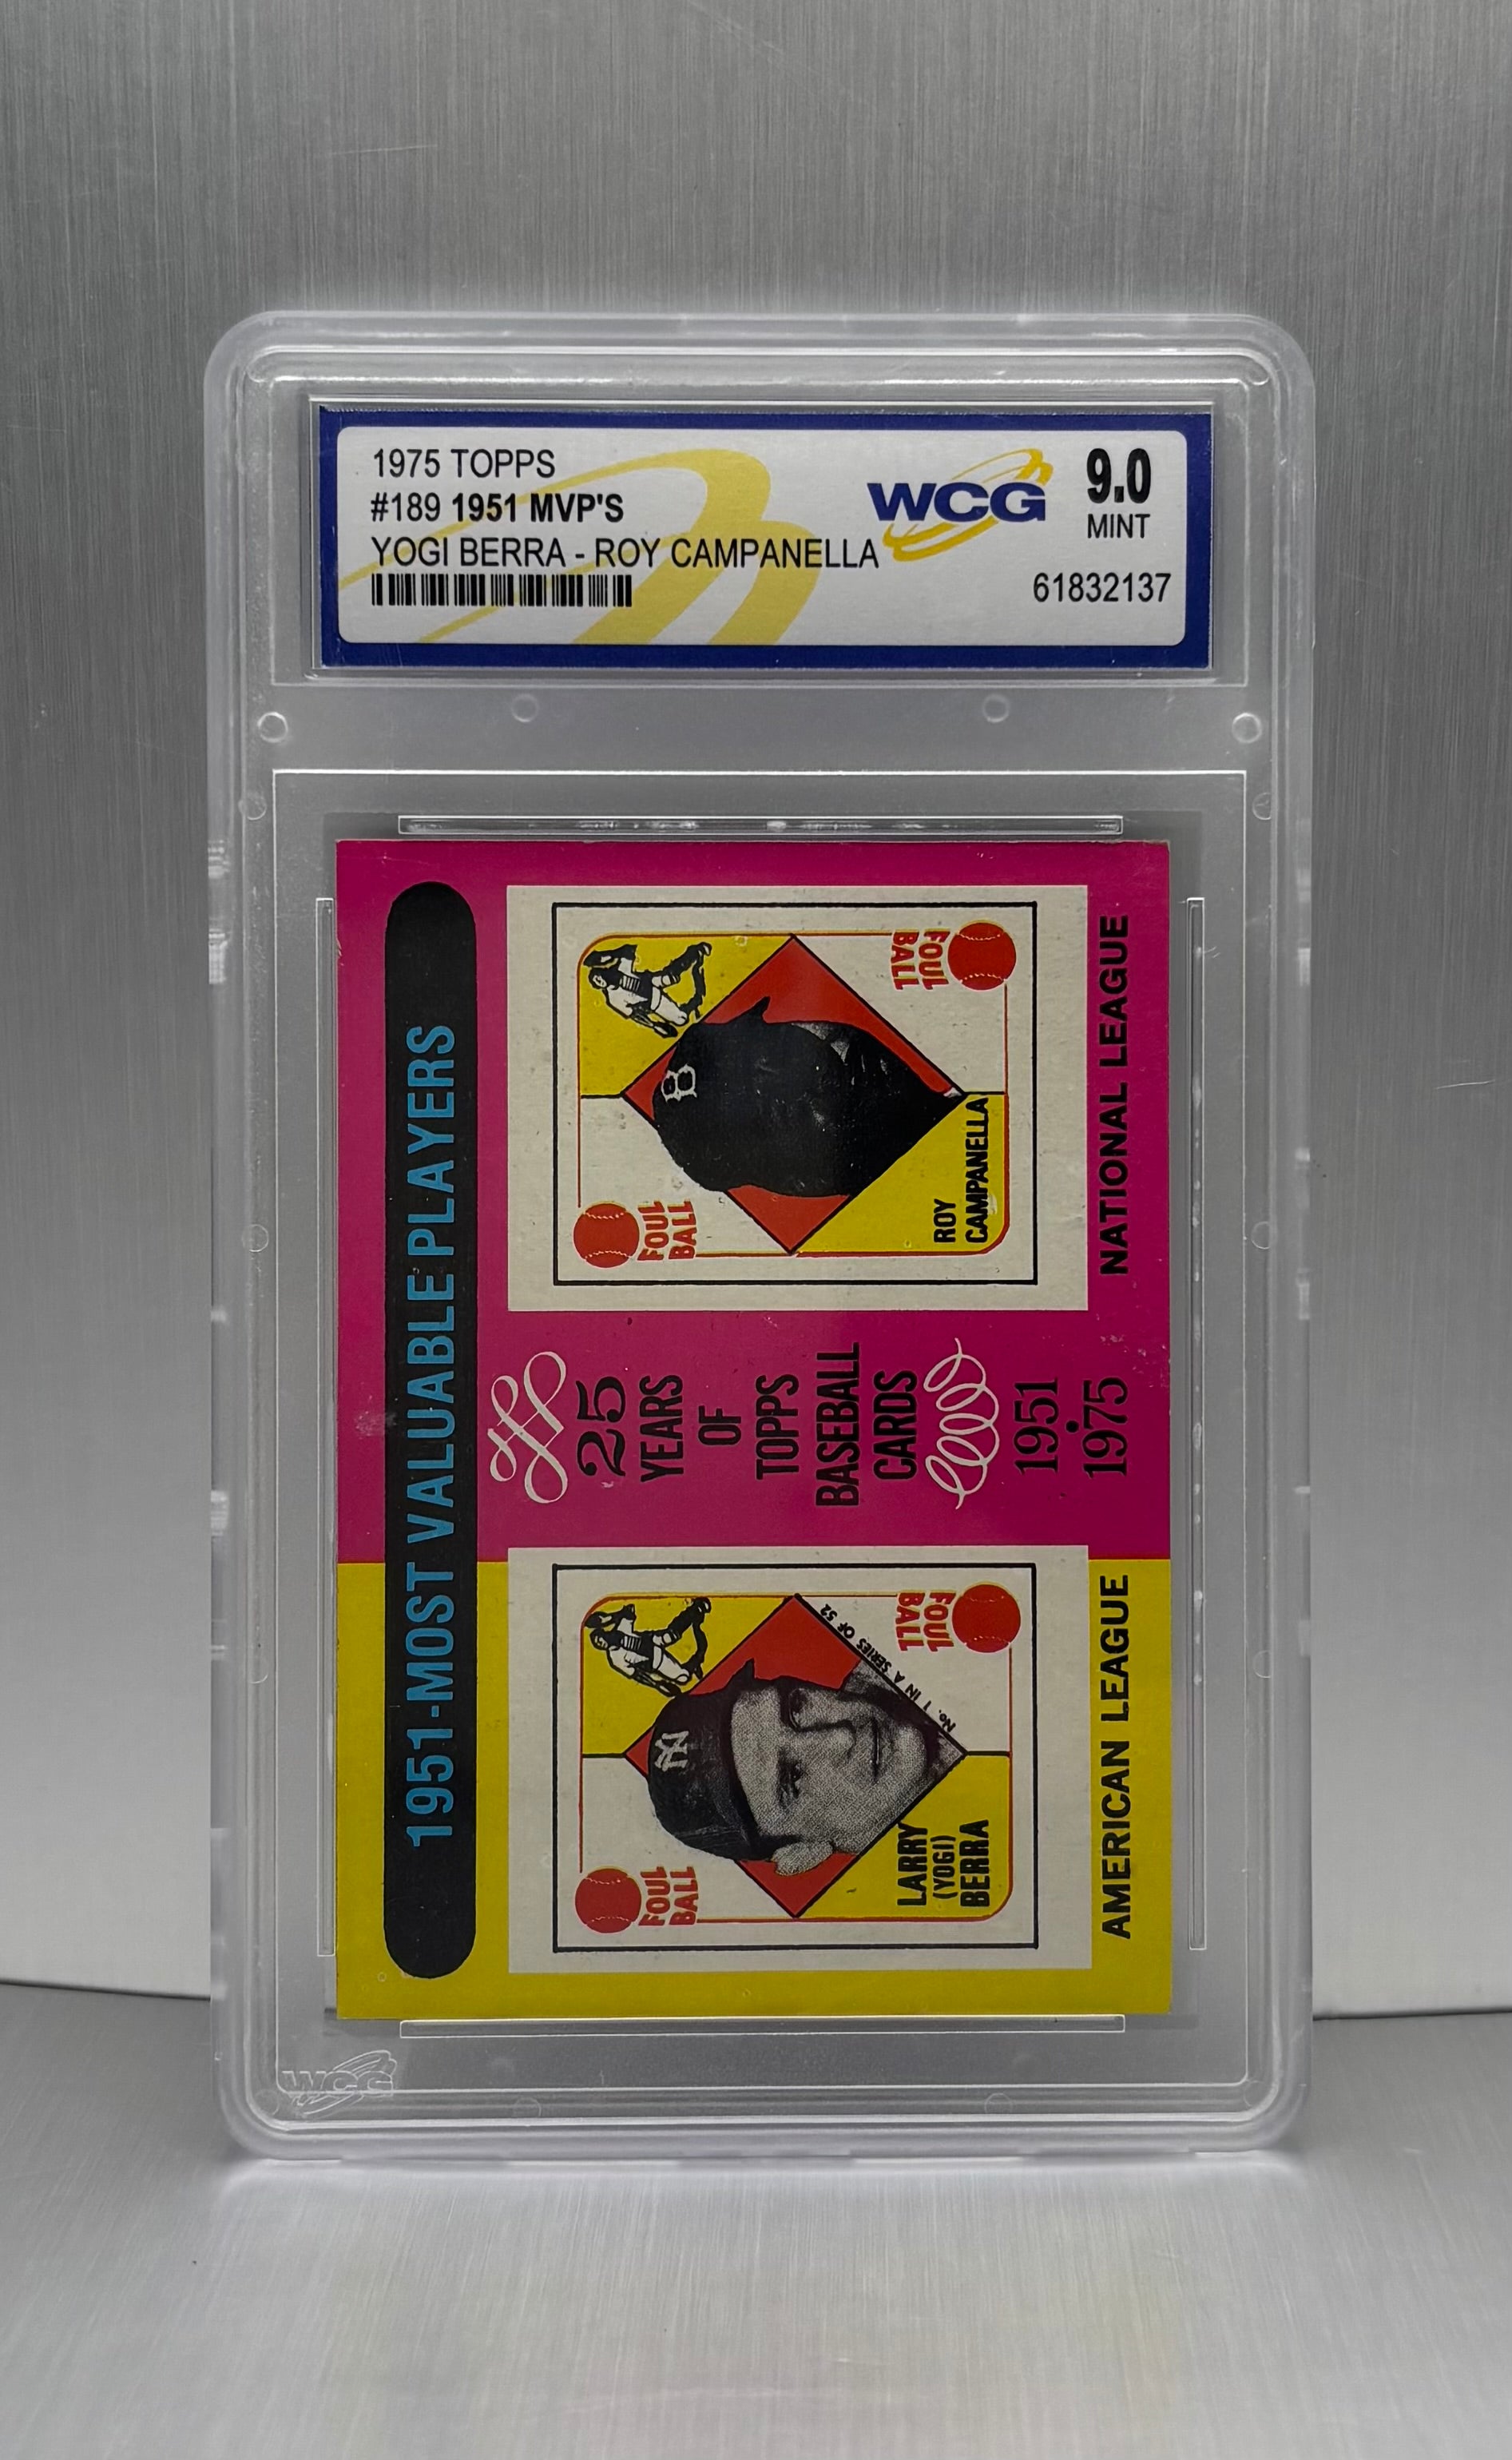 1975 TOPPS
#189 1951 MVP'S
YOGI BERRA - ROY CAMPANELLA
WCG
9.0
MINT
61832137
1951-MOST VALUABLE PLAYERS
FOUL
BALL
NY
LARRY
(YOGI)
BERRA
No. 1 IN A SERIES OF 52
FOUL
BALL
AMERICAN LEAGUE
25
YEARS
OF
TOPPS
BASEBALL
CARDS
1951
•
1975
FOUL
BALL
B
ROY
CAMPANELLA
FOUL
BALL
NATIONAL LEAGUE
WCG